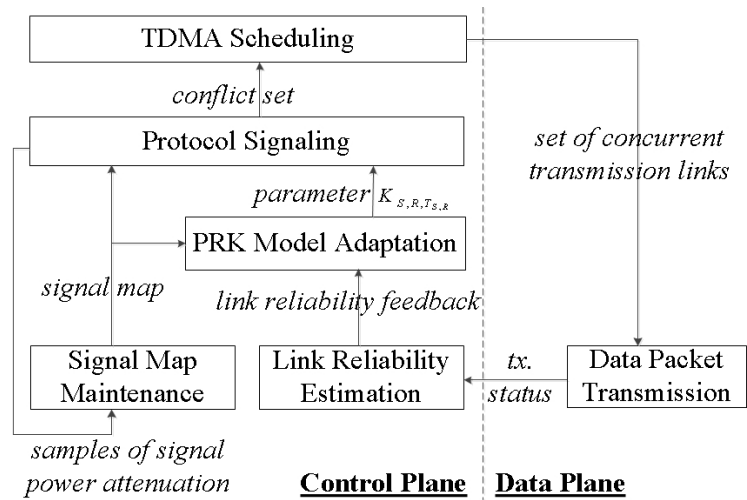 TDMA Scheduling
conflict set
Protocol Signaling
set of concurrent
transmission links
parameter K S,R,T S,R
PRK Model Adaptation
signal map
link reliability feedback
Signal Map
Maintenance
Link Reliability
Estimation
tx.
status
Data Packet
Transmission
samples of signal
power attenuation
Control Plane
Data Plane